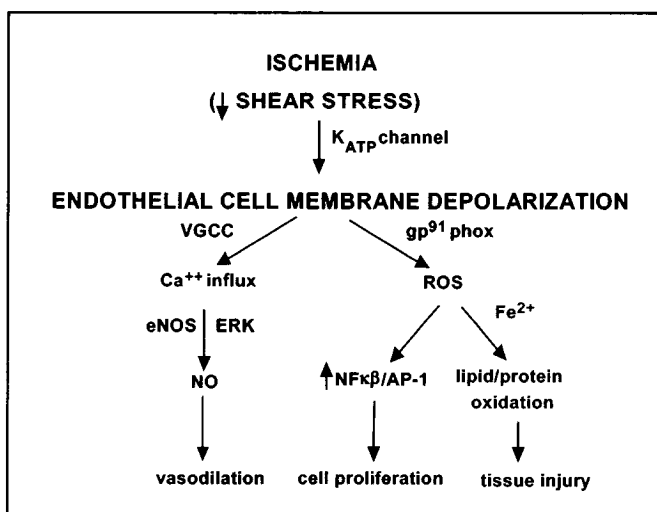 ISCHEMIA
(↓ SHEAR STRESS)
K_ATP channel
ENDOTHELIAL CELL MEMBRANE DEPOLARIZATION
VGCC gp⁹¹ phox
Ca⁺⁺ influx ROS
Fe²⁺
eNOS ERK
NO ↑NFκβ/AP-1 lipid/protein
oxidation
vasodilation cell proliferation tissue injury